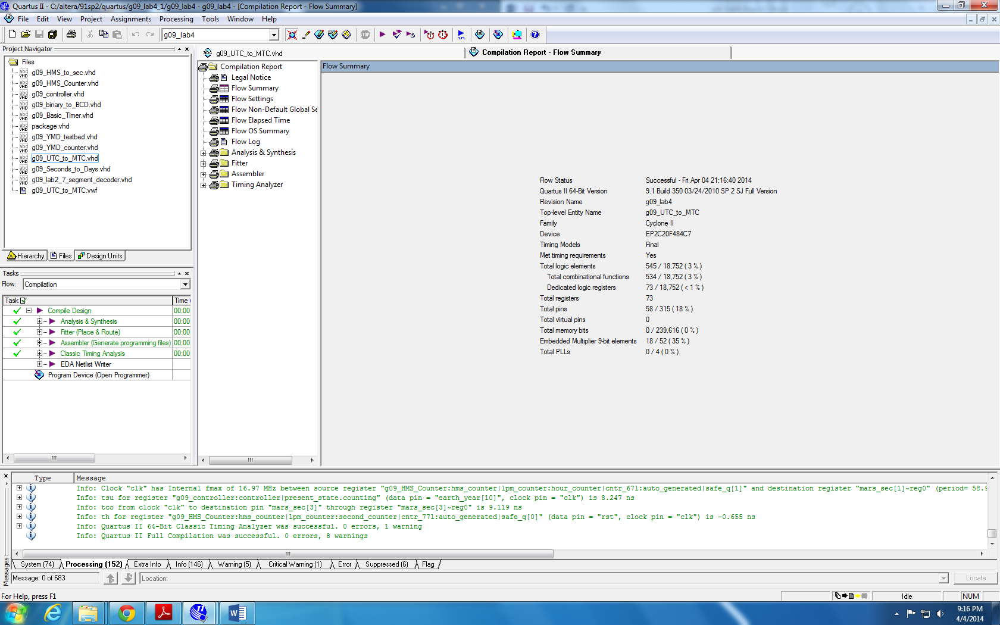 Quartus II - C:/altera/91sp2/quartus/g09_lab4_1/g09_lab4 - g09_lab4 - [Compilation Report - Flow Summary]
File Edit View Project Assignments Processing Tools Window Help
g09_lab4
STOP
Project Navigator
Files
g09_HMS_to_sec.vhd
g09_HMS_Counter.vhd
g09_controller.vhd
g09_binary_to_BCD.vhd
g09_Basic_Timer.vhd
package.vhd
g09_YMD_testbed.vhd
g09_YMD_counter.vhd
g09_UTC_to_MTC.vhd
g09_Seconds_to_Days.vhd
g09_lab2_7_segment_decoder.vhd
g09_UTC_to_MTC.vwf
Hierarchy Files Design Units
Tasks
Flow: Compilation
Task Time
Compile Design 00:00
Analysis & Synthesis 00:00
Fitter (Place & Route) 00:00
Assembler (Generate programming files) 00:00
Classic Timing Analysis 00:00
EDA Netlist Writer
Program Device (Open Programmer)
g09_UTC_to_MTC.vhd
Compilation Report - Flow Summary
Compilation Report
Legal Notice
Flow Summary
Flow Settings
Flow Non-Default Global Se
Flow Elapsed Time
Flow OS Summary
Flow Log
Analysis & Synthesis
Fitter
Assembler
Timing Analyzer
Flow Summary
Flow Status Successful - Fri Apr 04 21:16:40 2014
Quartus II 64-Bit Version 9.1 Build 350 03/24/2010 SP 2 SJ Full Version
Revision Name g09_lab4
Top-level Entity Name g09_UTC_to_MTC
Family Cyclone II
Device EP2C20F484C7
Timing Models Final
Met timing requirements Yes
Total logic elements 545 / 18,752 ( 3 % )
Total combinational functions 534 / 18,752 ( 3 % )
Dedicated logic registers 73 / 18,752 ( < 1 % )
Total registers 73
Total pins 58 / 315 ( 18 % )
Total virtual pins 0
Total memory bits 0 / 239,616 ( 0 % )
Embedded Multiplier 9-bit elements 18 / 52 ( 35 % )
Total PLLs 0 / 4 ( 0 % )
Type Message
Info: Clock "clk" has Internal fmax of 16.97 MHz between source register "g09_HMS_Counter:hms_counter|lpm_counter:hour_counter|cntr_67l:auto_generated|safe_q[1]" and destination register "mars_sec[1]~reg0" (period= 58.9
Info: tsu for register "g09_controller:controller|present_state.counting" (data pin = "earth_year[10]", clock pin = "clk") is 8.247 ns
Info: tco from clock "clk" to destination pin "mars_sec[3]" through register "mars_sec[3]~reg0" is 9.119 ns
Info: th for register "g09_HMS_Counter:hms_counter|lpm_counter:second_counter|cntr_77l:auto_generated|safe_q[0]" (data pin = "rst", clock pin = "clk") is -0.655 ns
Info: Quartus II 64-Bit Classic Timing Analyzer was successful. 0 errors, 1 warning
Info: Quartus II Full Compilation was successful. 0 errors, 8 warnings
System (74) Processing (152) Extra Info Info (146) Warning (5) Critical Warning (1) Error Suppressed (6) Flag
Messages
Message: 0 of 683 Location: Locate
For Help, press F1 Idle NUM
9:16 PM
4/4/2014